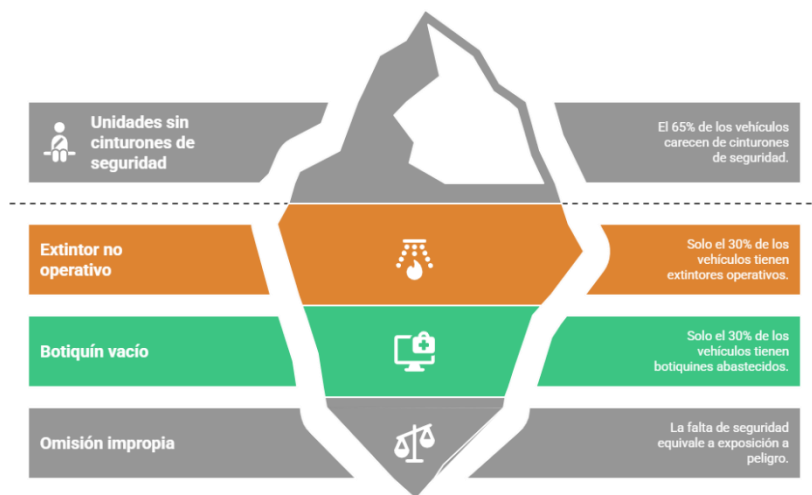 Unidades sin
cinturones de
seguridad
El 65% de los vehículos
carecen de cinturones
de seguridad.
Extintor no
operativo
Solo el 30% de los
vehículos tienen
extintores operativos.
Botiquín vacío
Solo el 30% de los
vehículos tienen
botiquines abastecidos.
Omisión impropia
La falta de seguridad
equivale a exposición a
peligro.